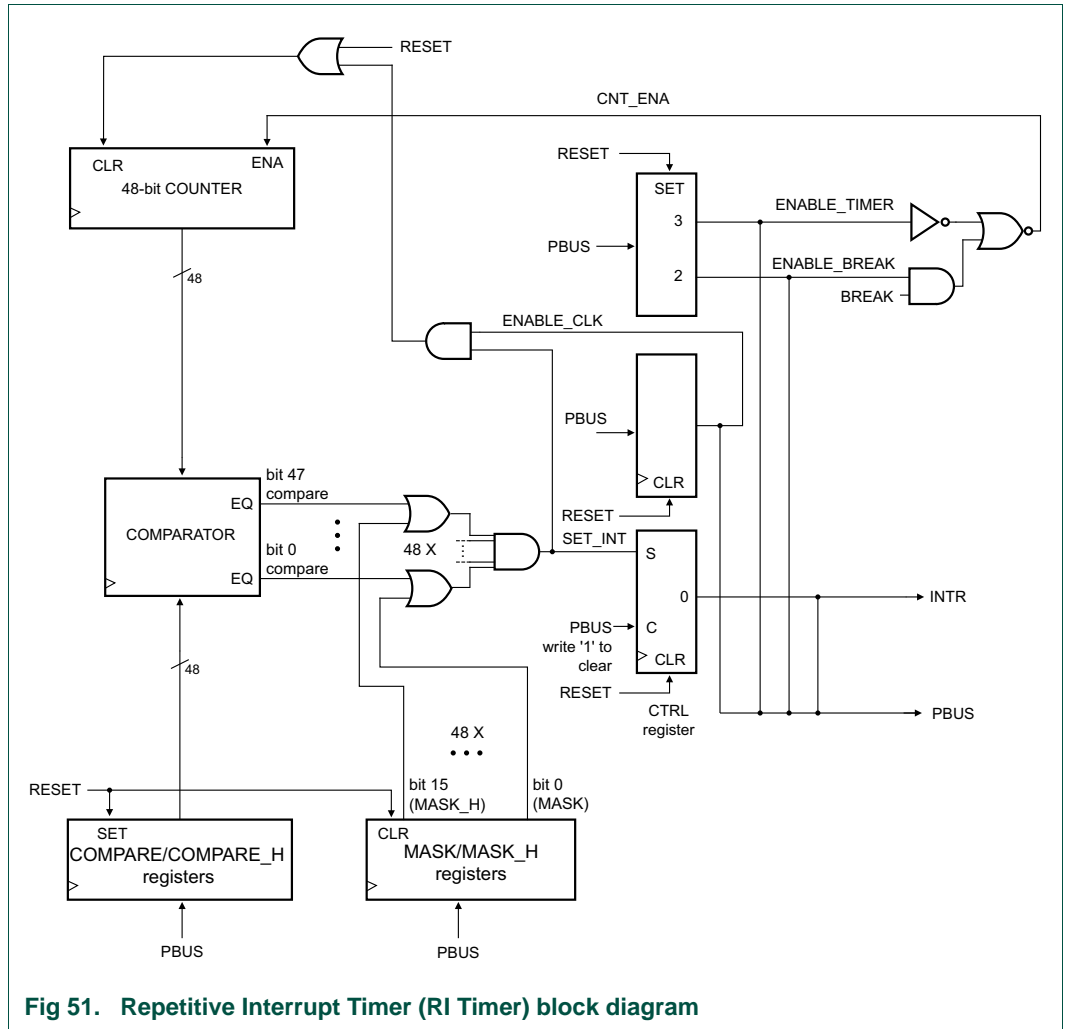 RESET
CNT_ENA
CLR
ENA
48-bit COUNTER
RESET
SET
3
ENABLE_TIMER
PBUS
48
2
ENABLE_BREAK
BREAK
ENABLE_CLK
PBUS
CLR
RESET
bit 47
compare
EQ
COMPARATOR
48 X
bit 0
compare
EQ
SET_INT
S
0
INTR
PBUS
write '1' to
clear
C
CLR
RESET
CTRL
register
PBUS
48
48 X
RESET
bit 15
(MASK_H)
bit 0
(MASK)
SET
COMPARE/COMPARE_H
registers
CLR
MASK/MASK_H
registers
PBUS
PBUS
Fig 51. Repetitive Interrupt Timer (RI Timer) block diagram